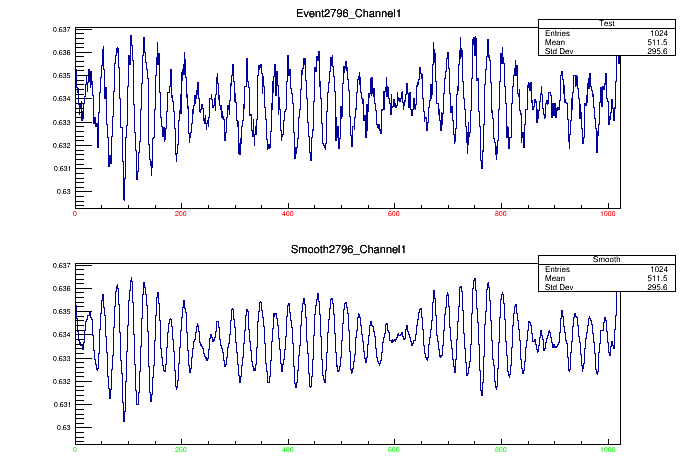 Event2796_Channel1
Test
Entries 1024
Mean 511.5
Std Dev 295.6
0.637
0.636
0.635
0.634
0.633
0.632
0.631
0.63
0 200 400 600 800 1000
Smooth2796_Channel1
Smooth
Entries 1024
Mean 511.5
Std Dev 295.6
0.637
0.636
0.635
0.634
0.633
0.632
0.631
0.63
0 200 400 600 800 1000